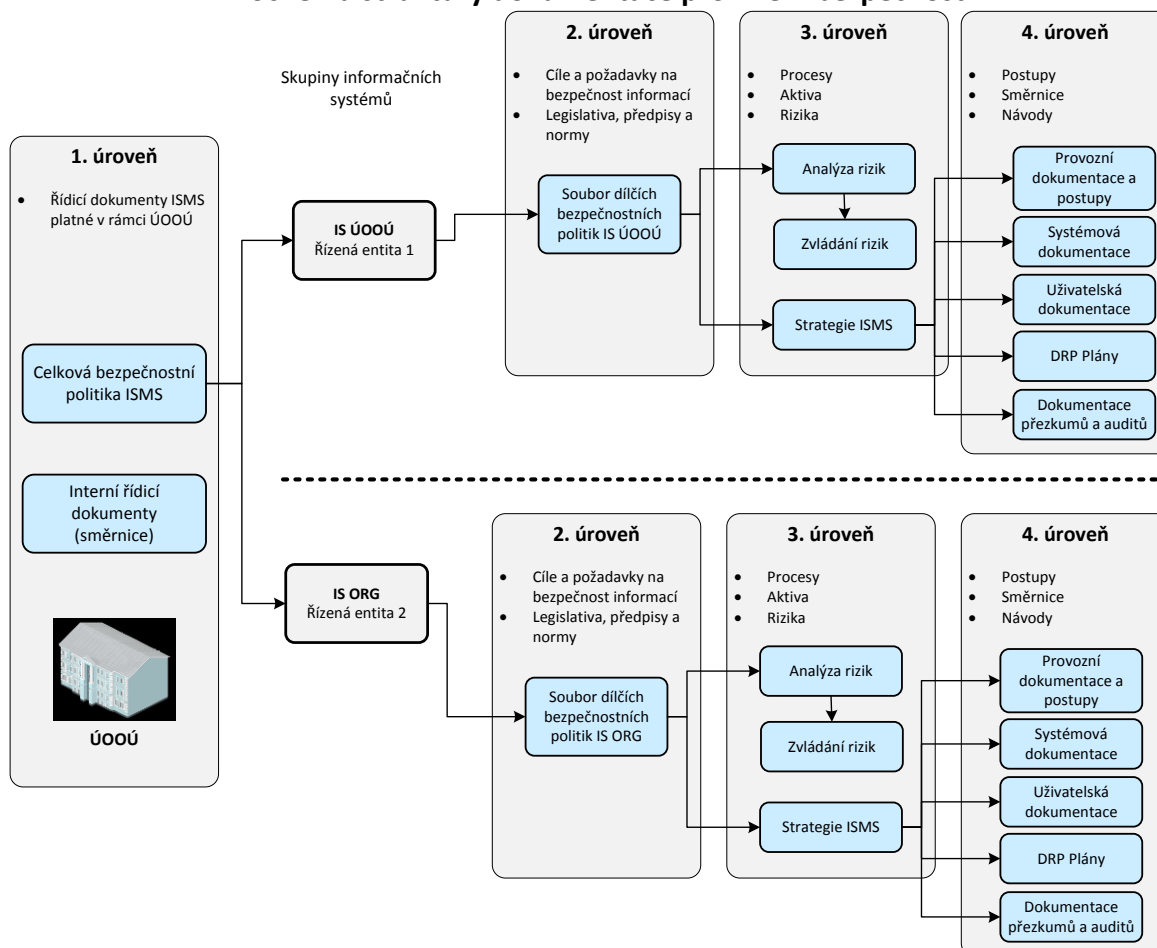 2. úroveň
Cíle a požadavky na
bezpečnost informací
Legislativa, předpisy a
normy
3. úroveň
Procesy
Aktiva
Rizika
4. úroveň
Postupy
Směrnice
Návody
Skupiny informačních
systémů
1. úroveň
Řídicí dokumenty ISMS
platné v rámci ÚOOÚ
Celková bezpečnostní
politika ISMS
Interní řídicí
dokumenty
(směrnice)
ÚOOÚ
IS ÚOOÚ
Řízená entita 1
Soubor dílčích
bezpečnostních
politik IS ÚOOÚ
Analýza rizik
Zvládání rizik
Strategie ISMS
Provozní
dokumentace a
postupy
Systémová
dokumentace
Uživatelská
dokumentace
DRP Plány
Dokumentace
přezkumů a auditů
IS ORG
Řízená entita 2
2. úroveň
Cíle a požadavky na
bezpečnost informací
Legislativa, předpisy a
normy
Soubor dílčích
bezpečnostních
politik IS ORG
3. úroveň
Procesy
Aktiva
Rizika
Analýza rizik
Zvládání rizik
Strategie ISMS
4. úroveň
Postupy
Směrnice
Návody
Provozní
dokumentace a
postupy
Systémová
dokumentace
Uživatelská
dokumentace
DRP Plány
Dokumentace
přezkumů a auditů